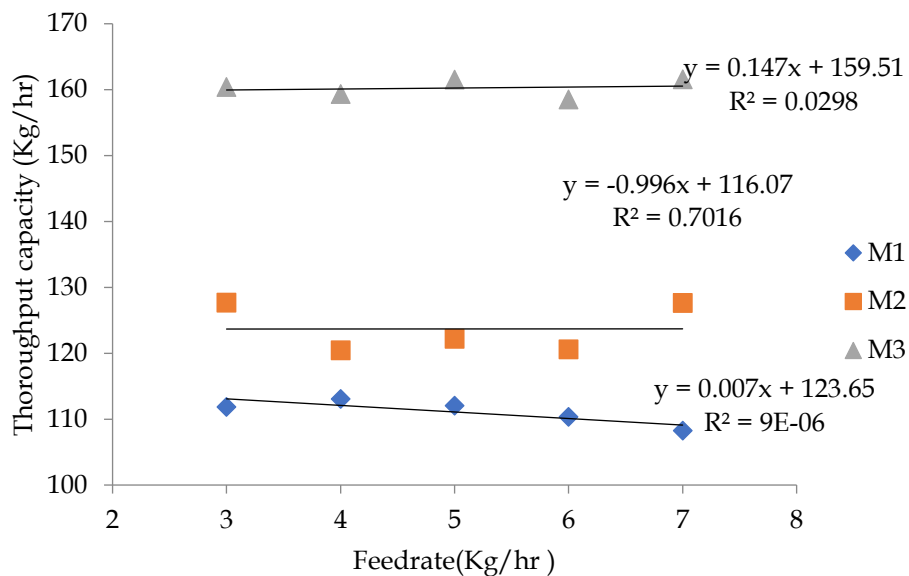 170
160
150
140
130
120
110
100
Thoroughput capacity (Kg/hr)
y = 0.147x + 159.51
R² = 0.0298
y = -0.996x + 116.07
R² = 0.7016
y = 0.007x + 123.65
R² = 9E-06
M1
M2
M3
2 3 4 5 6 7 8
Feedrate(Kg/hr )